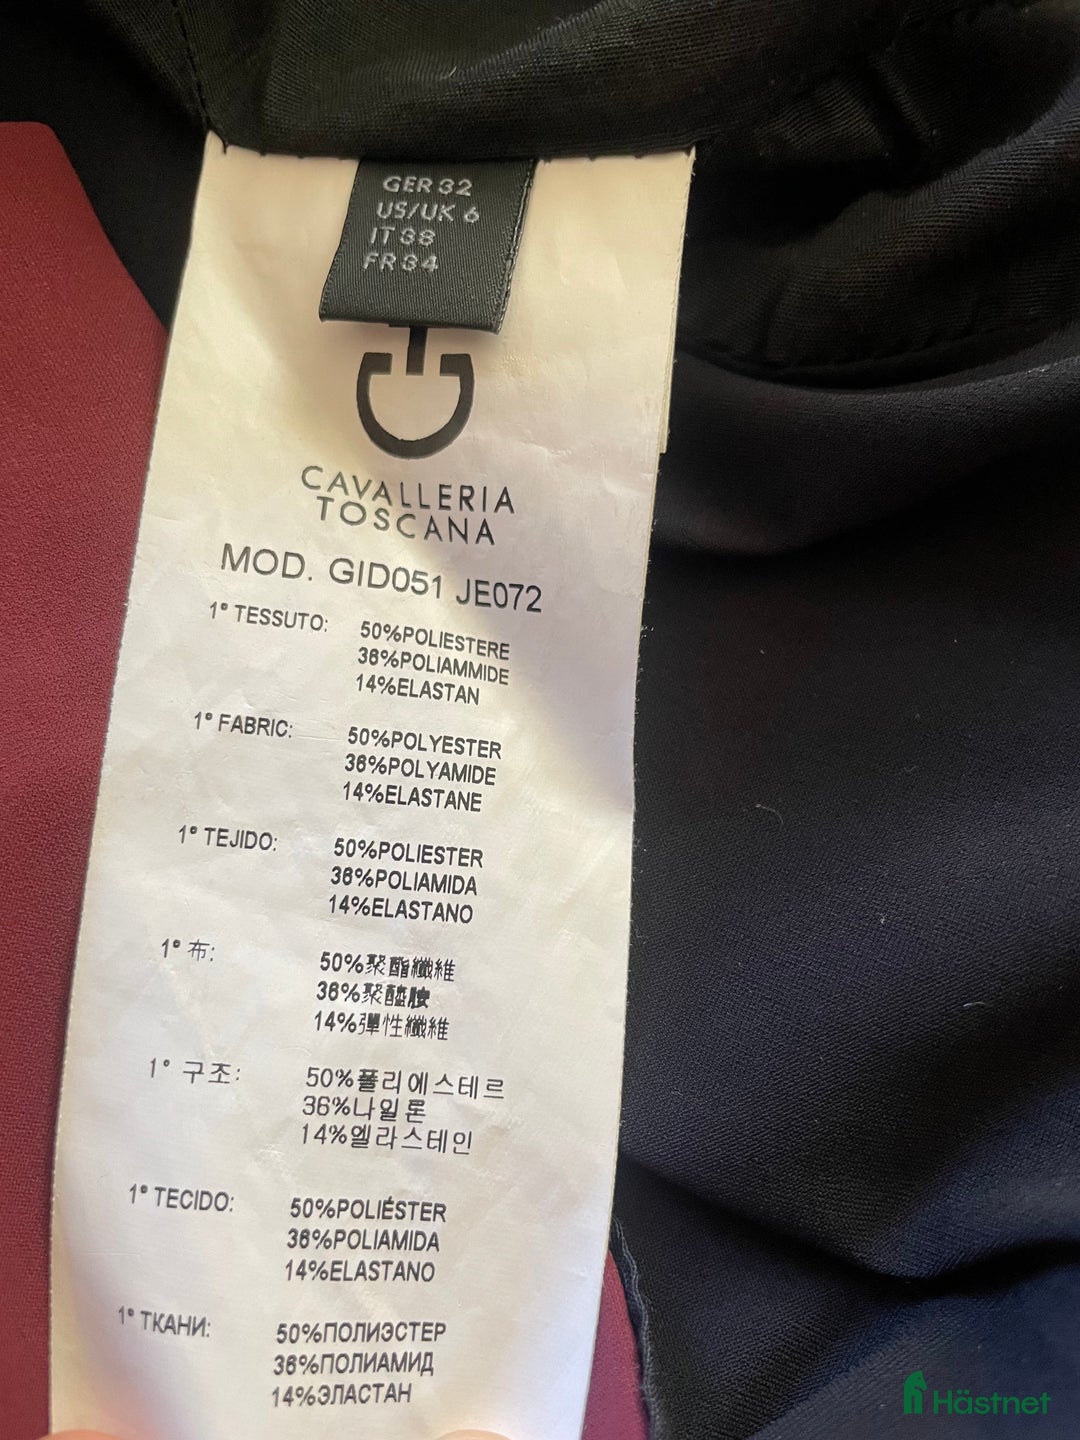 GER 32
US/UK 6
IT 38
FR 34
CAVALLERIA
TOSCANA
MOD. GID051 JE072
1° TESSUTO: 50%POLIESTERE
36%POLIAMMIDE
14%ELASTAN
1° FABRIC: 50%POLYESTER
36%POLYAMIDE
14%ELASTANE
1° TEJIDO: 50%POLIESTER
36%POLIAMIDA
14%ELASTANO
1° 布: 50%聚酯纖維
36%聚醯胺
14%彈性纖維
1° 구조: 50%폴리에스테르
36%나일론
14%엘라스테인
1° TECIDO: 50%POLIÉSTER
36%POLIAMIDA
14%ELASTANO
1° ТКАНИ: 50%ПОЛИЭСТЕР
36%ПОЛИАМИД
14%ЭЛАСТАН
Hästnet